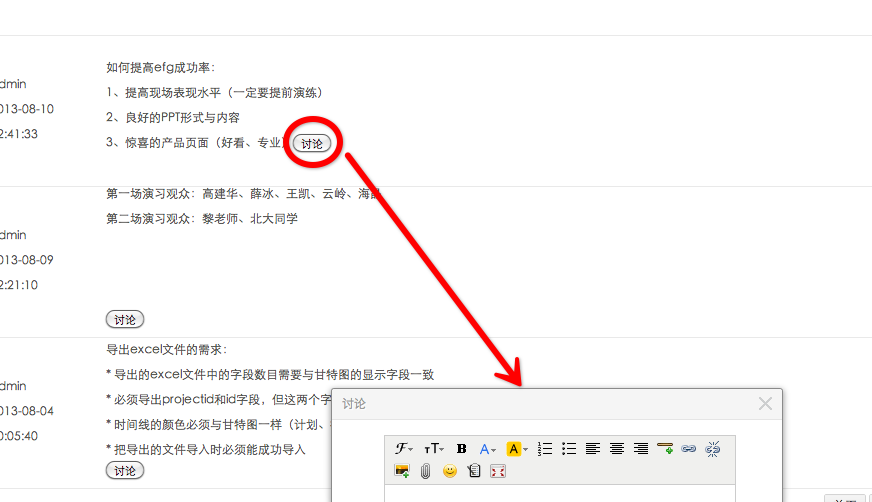 如何提高efg成功率：
dmin
1、提高现场表现水平（一定要提前演练）
013-08-10
2、良好的PPT形式与内容
2:41:33
3、惊喜的产品页面（好看、专业）
讨论
第一场演习观众：高建华、薛冰、王凯、云岭、海
第二场演习观众：黎老师、北大同学
dmin
013-08-09
2:21:10
讨论
导出excel文件的需求：
* 导出的excel文件中的字段数目需要与甘特图的显示字段一致
dmin
* 必须导出projectid和id字段，但这两个字
013-08-04
* 时间线的颜色必须与甘特图一样（计划、
0:05:40
* 把导出的文件导入时必须能成功导入
讨论
讨论
F TT B A A